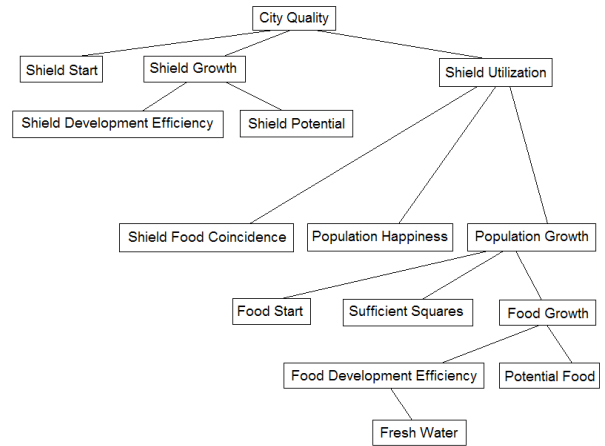 City Quality
Shield Start
Shield Growth
Shield Utilization
Shield Development Efficiency
Shield Potential
Shield Food Coincidence
Population Happiness
Population Growth
Food Start
Sufficient Squares
Food Growth
Food Development Efficiency
Potential Food
Fresh Water